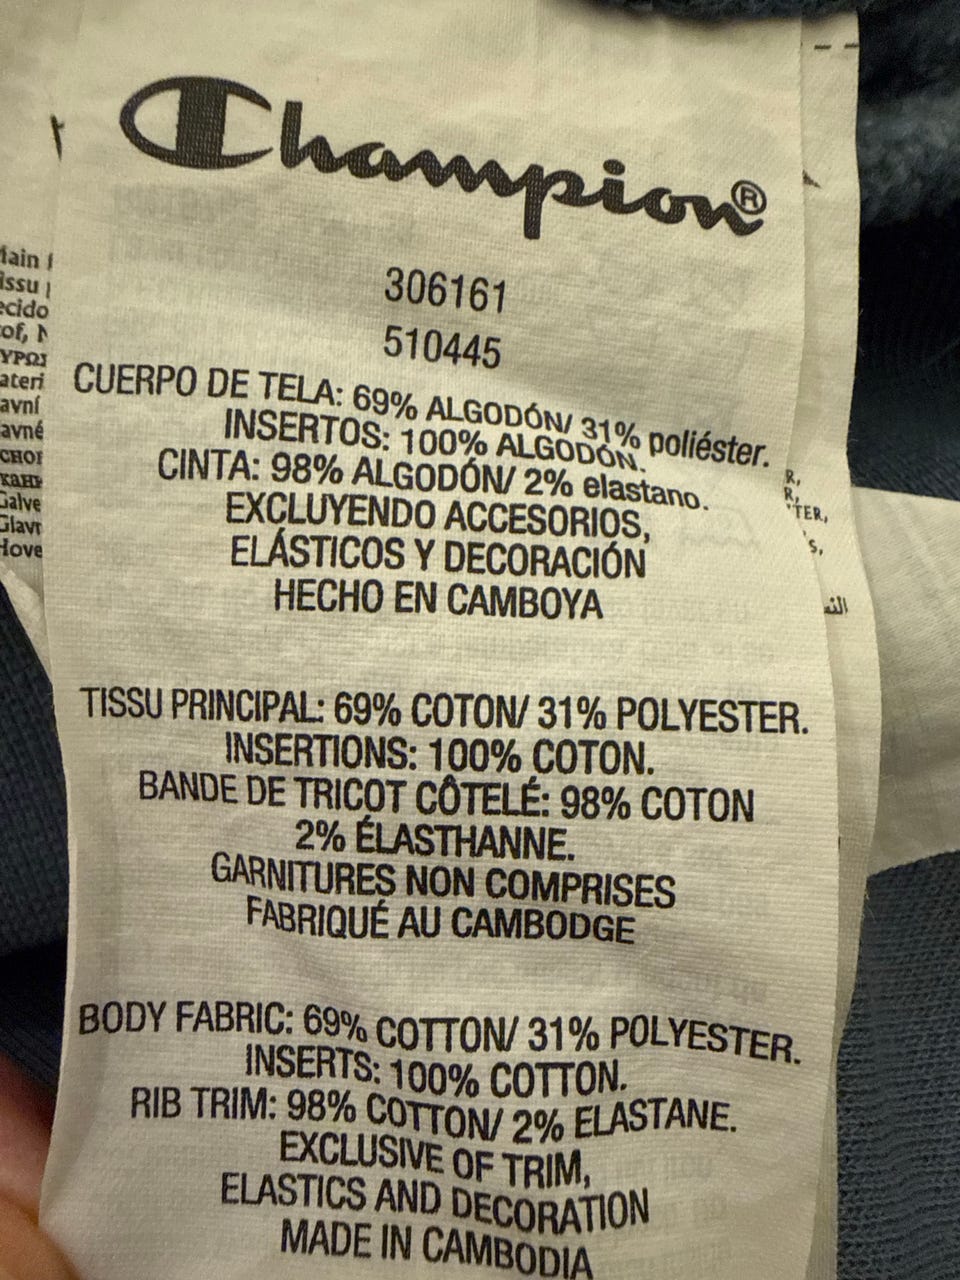 Champion®
306161
510445
CUERPO DE TELA: 69% ALGODÓN/ 31% poliéster.
INSERTOS: 100% ALGODÓN.
CINTA: 98% ALGODÓN/ 2% elastano.
EXCLUYENDO ACCESORIOS,
ELÁSTICOS Y DECORACIÓN
HECHO EN CAMBOYA
TISSU PRINCIPAL: 69% COTON/ 31% POLYESTER.
INSERTIONS: 100% COTON.
BANDE DE TRICOT CÔTELÉ: 98% COTON
2% ÉLASTHANNE.
GARNITURES NON COMPRISES
FABRIQUÉ AU CAMBODGE
BODY FABRIC: 69% COTTON/ 31% POLYESTER.
INSERTS: 100% COTTON.
RIB TRIM: 98% COTTON/ 2% ELASTANE.
EXCLUSIVE OF TRIM,
ELASTICS AND DECORATION
MADE IN CAMBODIA